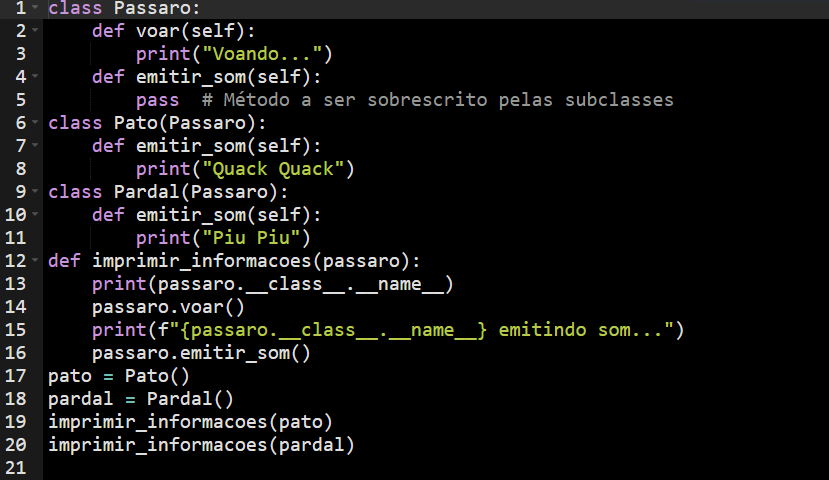 1 class Passaro:
2     def voar(self):
3         print("Voando...")
4     def emitir_som(self):
5         pass  # Método a ser sobrescrito pelas subclasses
6 class Pato(Passaro):
7     def emitir_som(self):
8         print("Quack Quack")
9 class Pardal(Passaro):
10     def emitir_som(self):
11         print("Piu Piu")
12 def imprimir_informacoes(passaro):
13     print(passaro.__class__.__name__)
14     passaro.voar()
15     print(f"{passaro.__class__.__name__} emitindo som...")
16     passaro.emitir_som()
17 pato = Pato()
18 pardal = Pardal()
19 imprimir_informacoes(pato)
20 imprimir_informacoes(pardal)
21